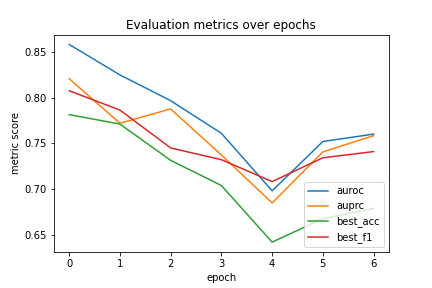 Evaluation metrics over epochs
metric score
0.85
0.80
0.75
0.70
0.65
auroc
auprc
best_acc
best_f1
0 1 2 3 4 5 6
epoch